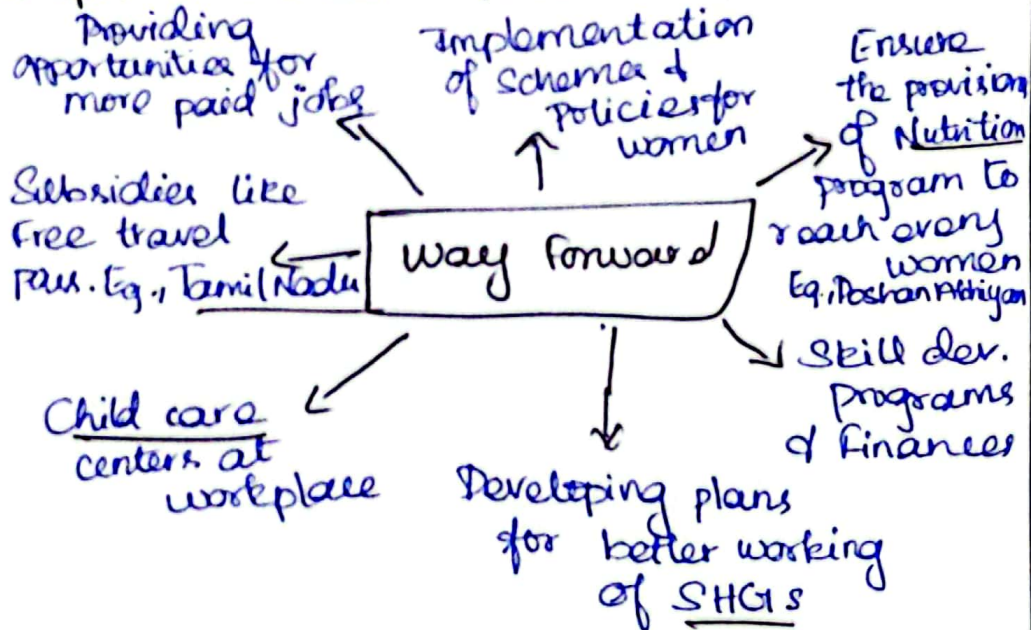 Providing
opportunities for
more paid jobs
Implementation
of Schemes &
Policies for
women
Ensure
the provision
of Nutrition
program to
reach every
women
Eg., Poshan Abhiyan
Subsidies like
Free travel
pass. Eg., Tamil Nadu
Way Forward
Skill dev.
programs
& Finances
Child care
centers at
workplace
Developing plans
for better working
of SHGs